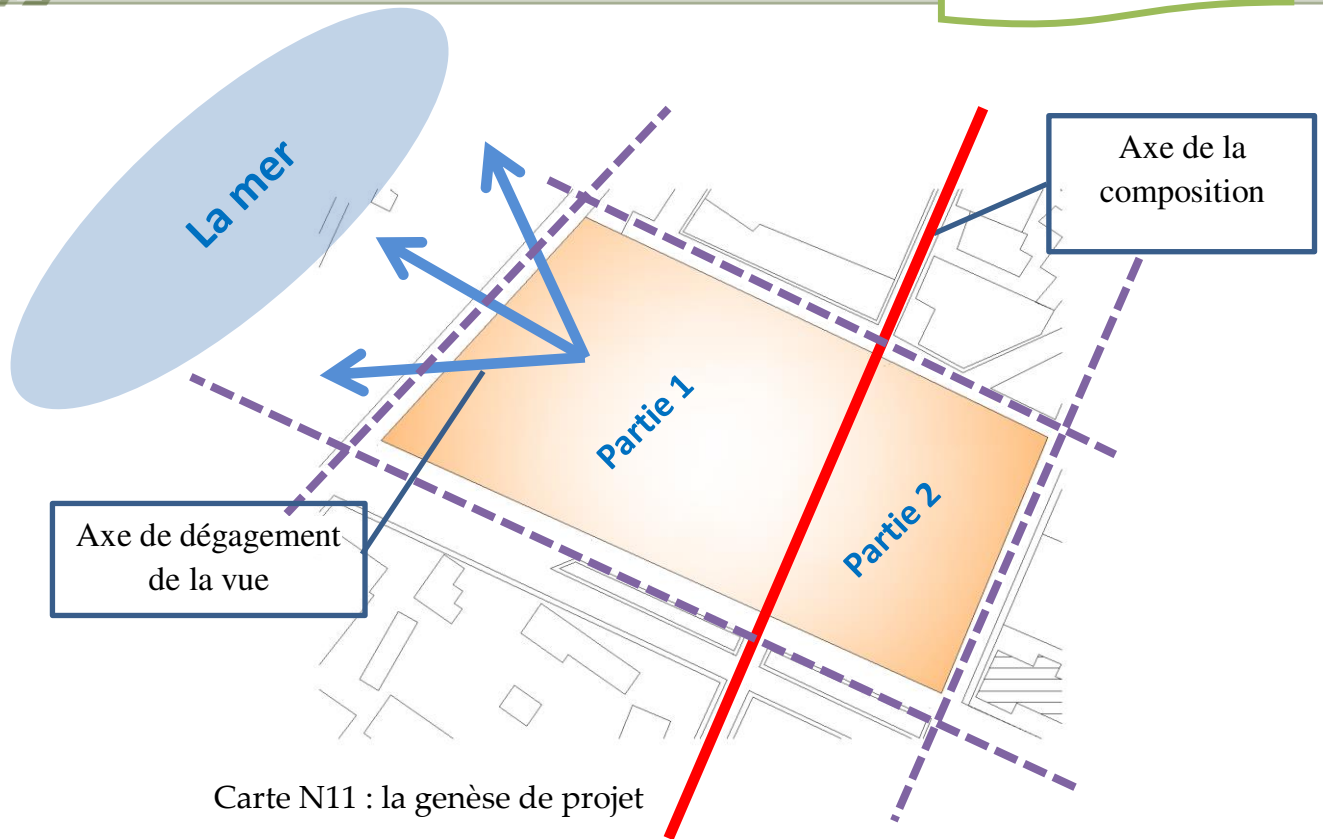 La mer
Axe de la
composition
Partie 1
Partie 2
Axe de dégagement
de la vue
Carte N11 : la genèse de projet